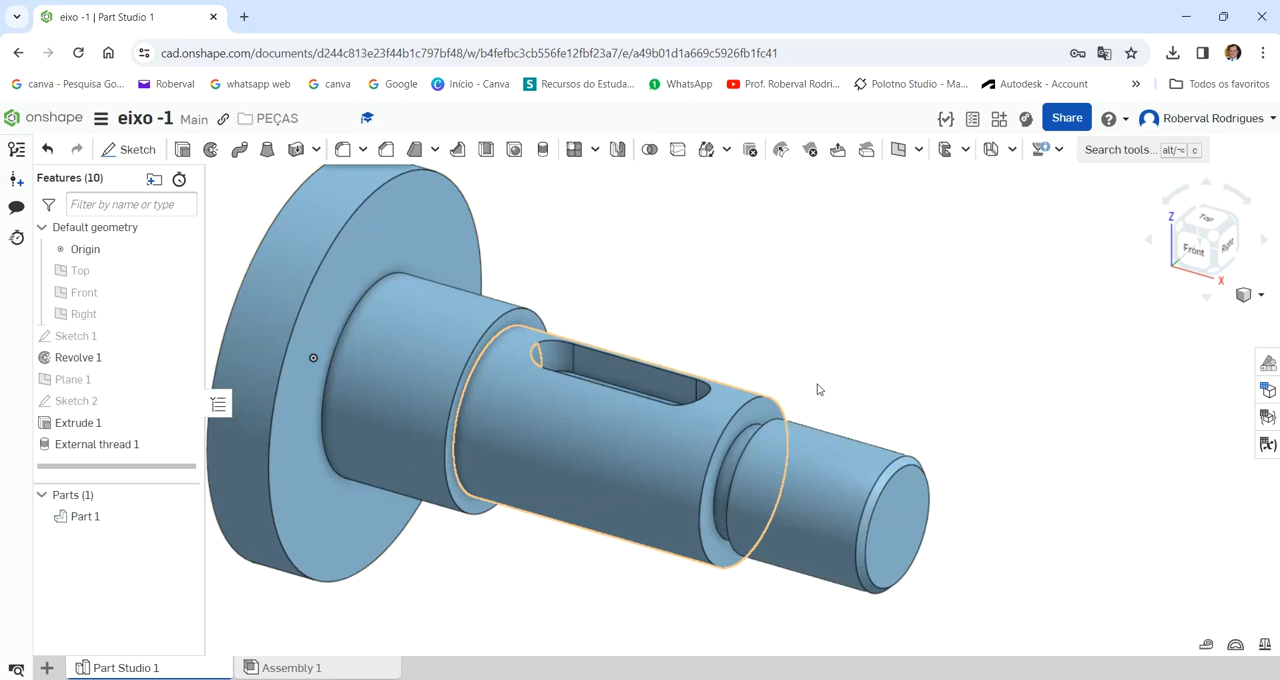 eixo -1 | Part Studio 1
cad.onshape.com/documents/d244c813e23f44b1c797bf48/w/b4fefbc3cb556fe12fbf23a7/e/a49b01d1a669c5926fb1fc41
canva - Pesquisa Go...
Roberval
whatsapp web
canva
Google
Início - Canva
Recursos do Estuda...
WhatsApp
Prof. Roberval Rodri...
Polotno Studio - Ma...
Autodesk - Account
»
Todos os favoritos
onshape
eixo -1
Main
PEÇAS
Share
Roberval Rodrigues
Sketch
Search tools...
alt/⌥
c
Features (10)
Filter by name or type
Default geometry
Origin
Top
Front
Right
Sketch 1
Revolve 1
Plane 1
Sketch 2
Extrude 1
External thread 1
Parts (1)
Part 1
Top
Front
Right
Z
X
Part Studio 1
Assembly 1